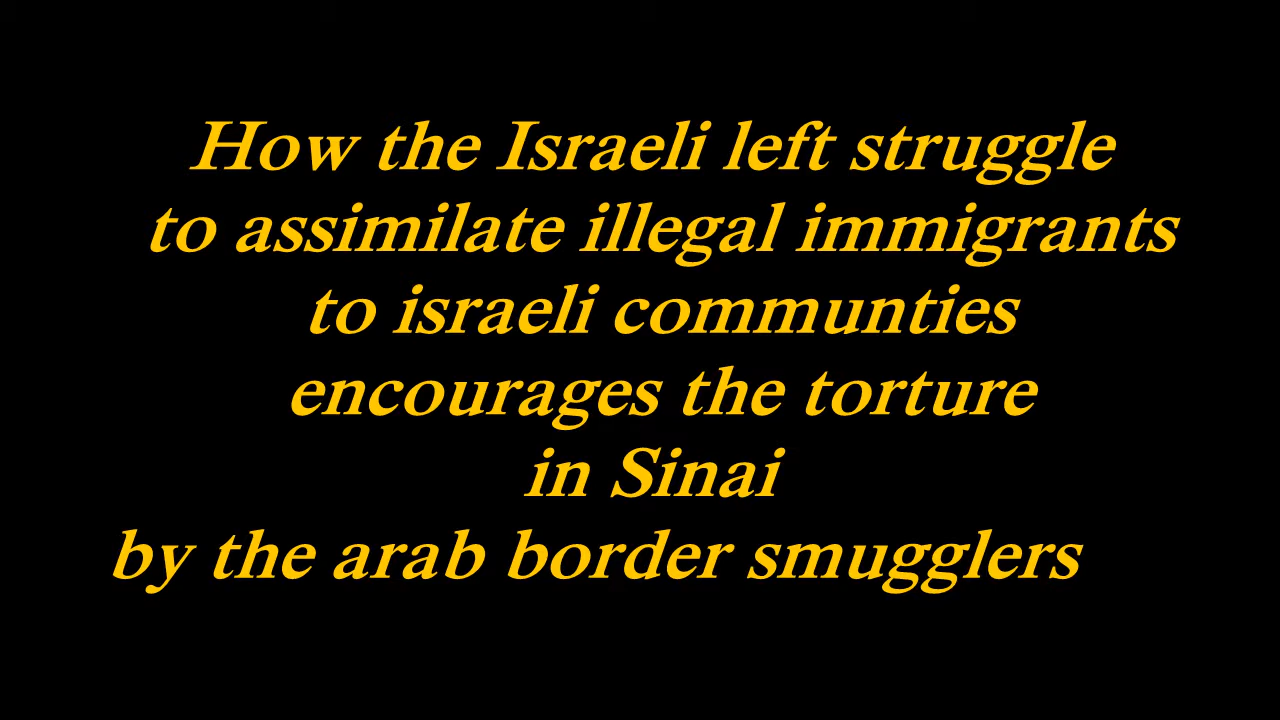 How the Israeli left struggle
to assimilate illegal immigrants
to israeli communties
encourages the torture
in Sinai
by the arab border smugglers